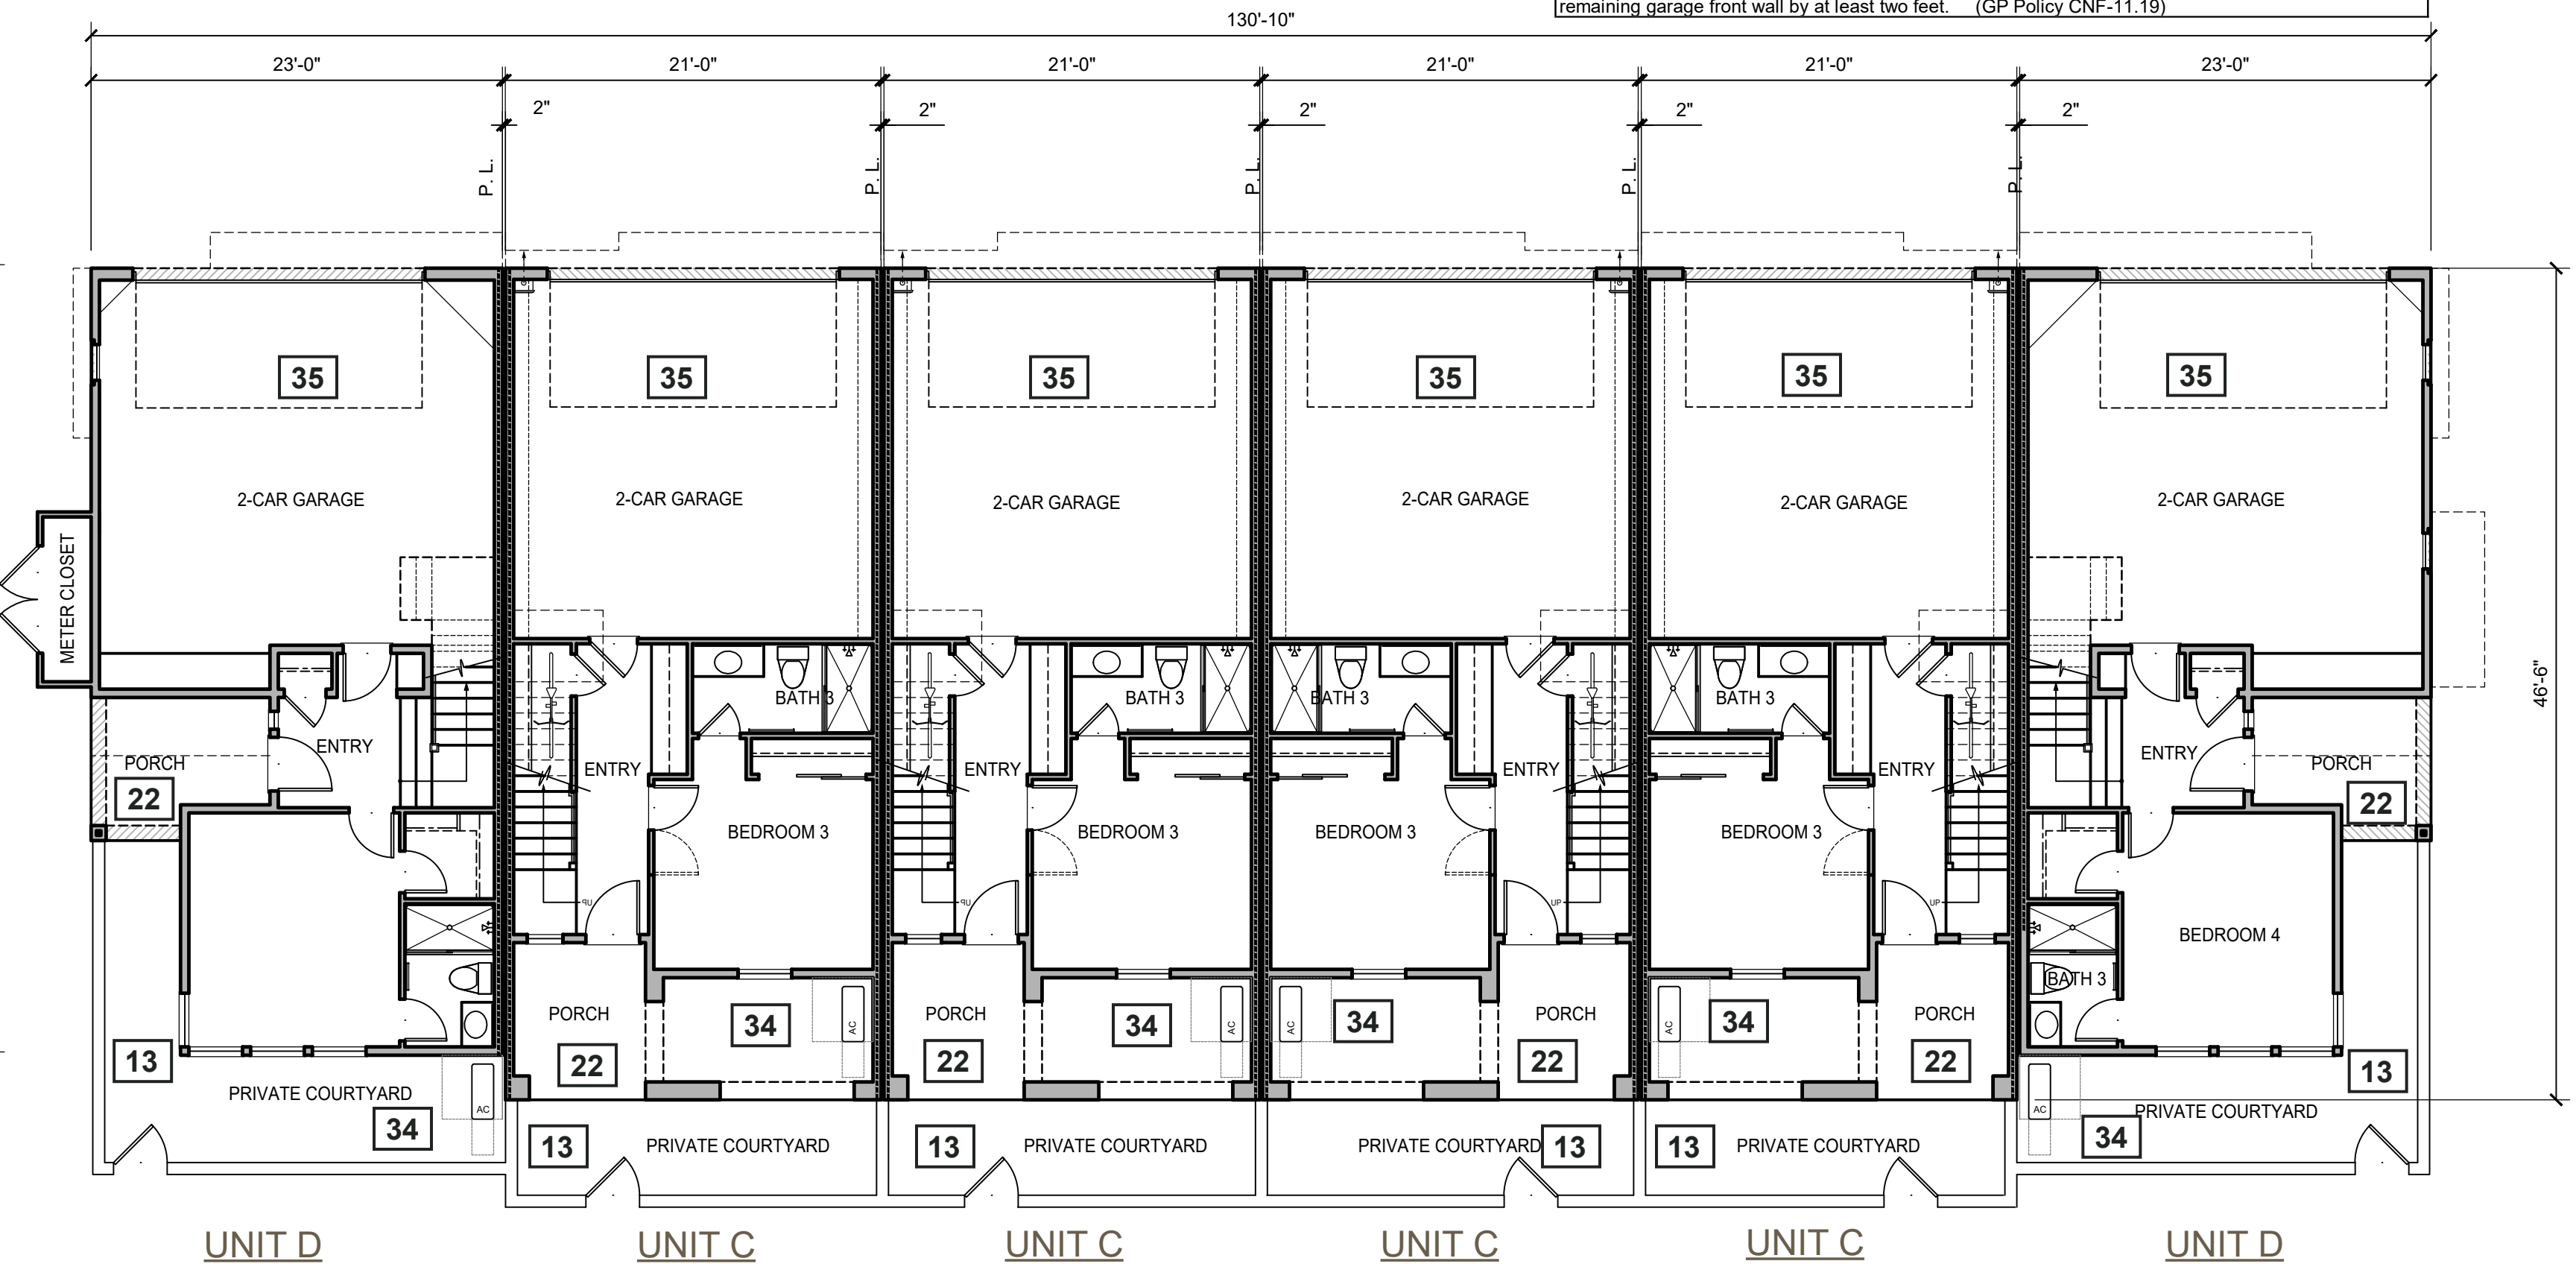 remaining garage front wall by at least two feet. (GP Policy CNF-11.19)
130'-10"
23'-0" 21'-0" 21'-0" 21'-0" 21'-0" 23'-0"
2" 2" 2" 2" 2"
P. L. P. L. P. L. P. L. P. L.
35 35 35 35 35 35
2-CAR GARAGE 2-CAR GARAGE 2-CAR GARAGE 2-CAR GARAGE 2-CAR GARAGE 2-CAR GARAGE
METER CLOSET
46'-6"
BATH 3 BATH 3 BATH 3 BATH 3
PORCH ENTRY ENTRY ENTRY ENTRY ENTRY ENTRY PORCH
22 22
BEDROOM 3 BEDROOM 3 BEDROOM 3 BEDROOM 3
UP UP UP UP
BEDROOM 4
BATH 3
PORCH PORCH PORCH PORCH
34 34 34 34
AC AC AC AC
13 22 22 22 22 13
PRIVATE COURTYARD PRIVATE COURTYARD
AC AC
34 34
13 PRIVATE COURTYARD 13 PRIVATE COURTYARD PRIVATE COURTYARD 13 13 PRIVATE COURTYARD
UNIT D UNIT C UNIT C UNIT C UNIT C UNIT D